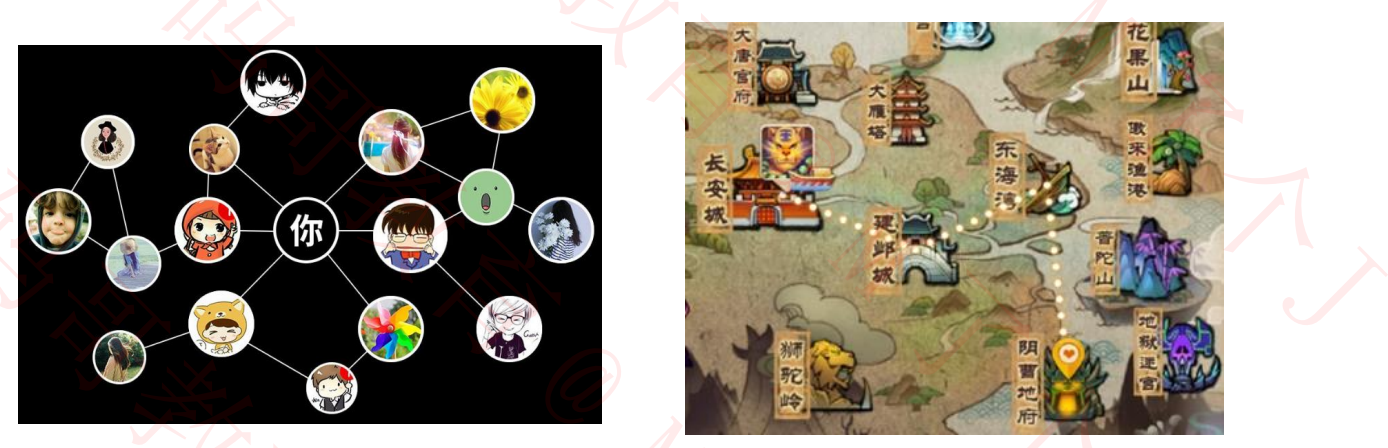 你
大唐官府
大雁塔
花果山
傲来渔港
长安城
东海湾
建邺城
普陀山
狮驼岭
阴曹地府
地狱迷宫